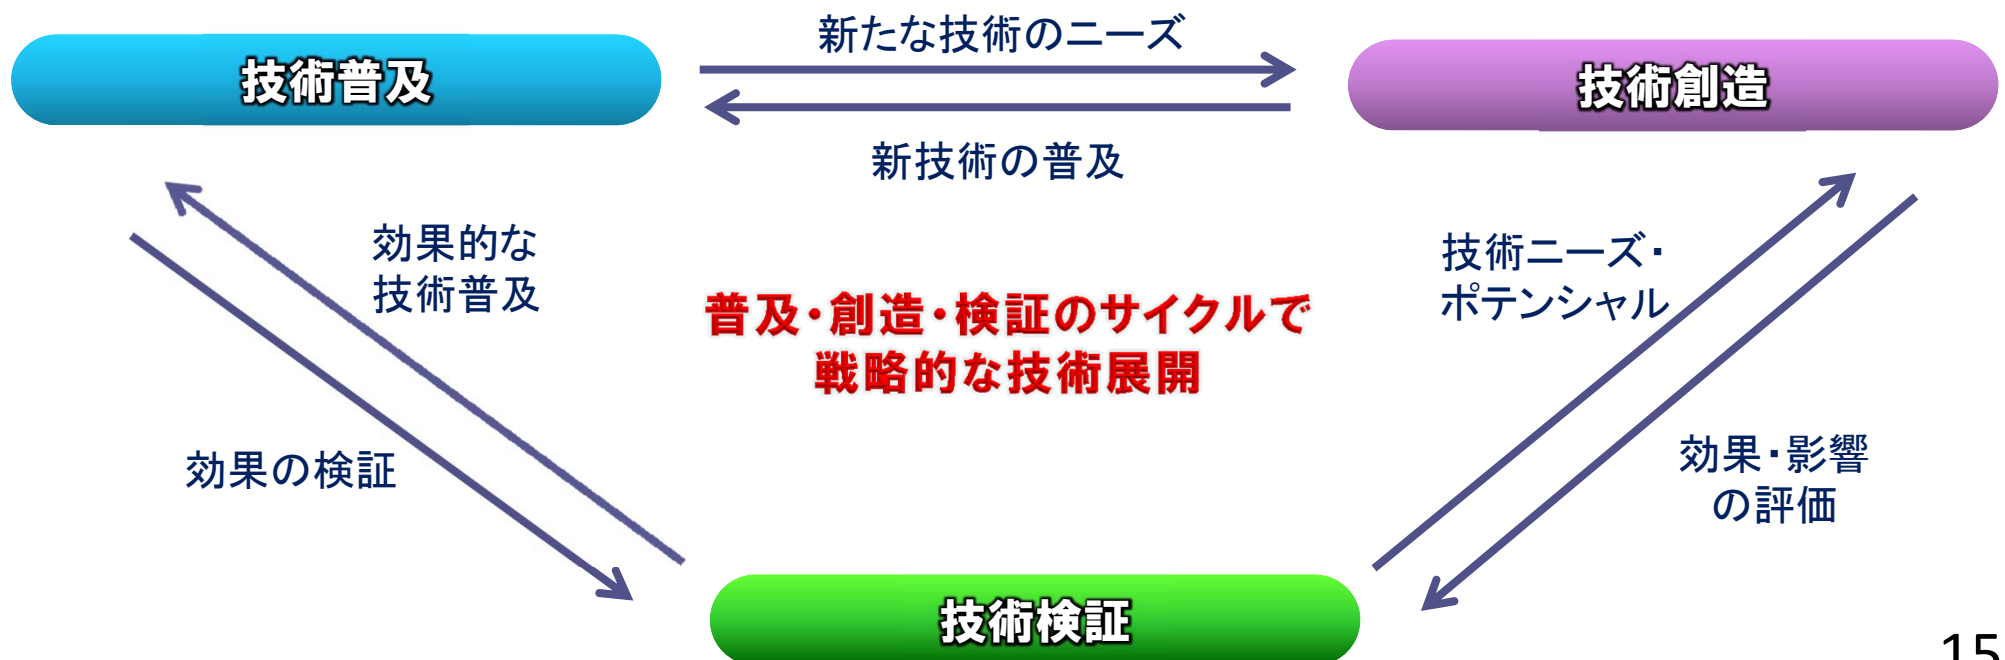 新たな技術のニーズ
技術普及
技術創造
新技術の普及
効果的な
技術普及
技術ニーズ・
ポテンシャル
普及・創造・検証のサイクルで
戦略的な技術展開
効果の検証
効果・影響
の評価
技術検証
15